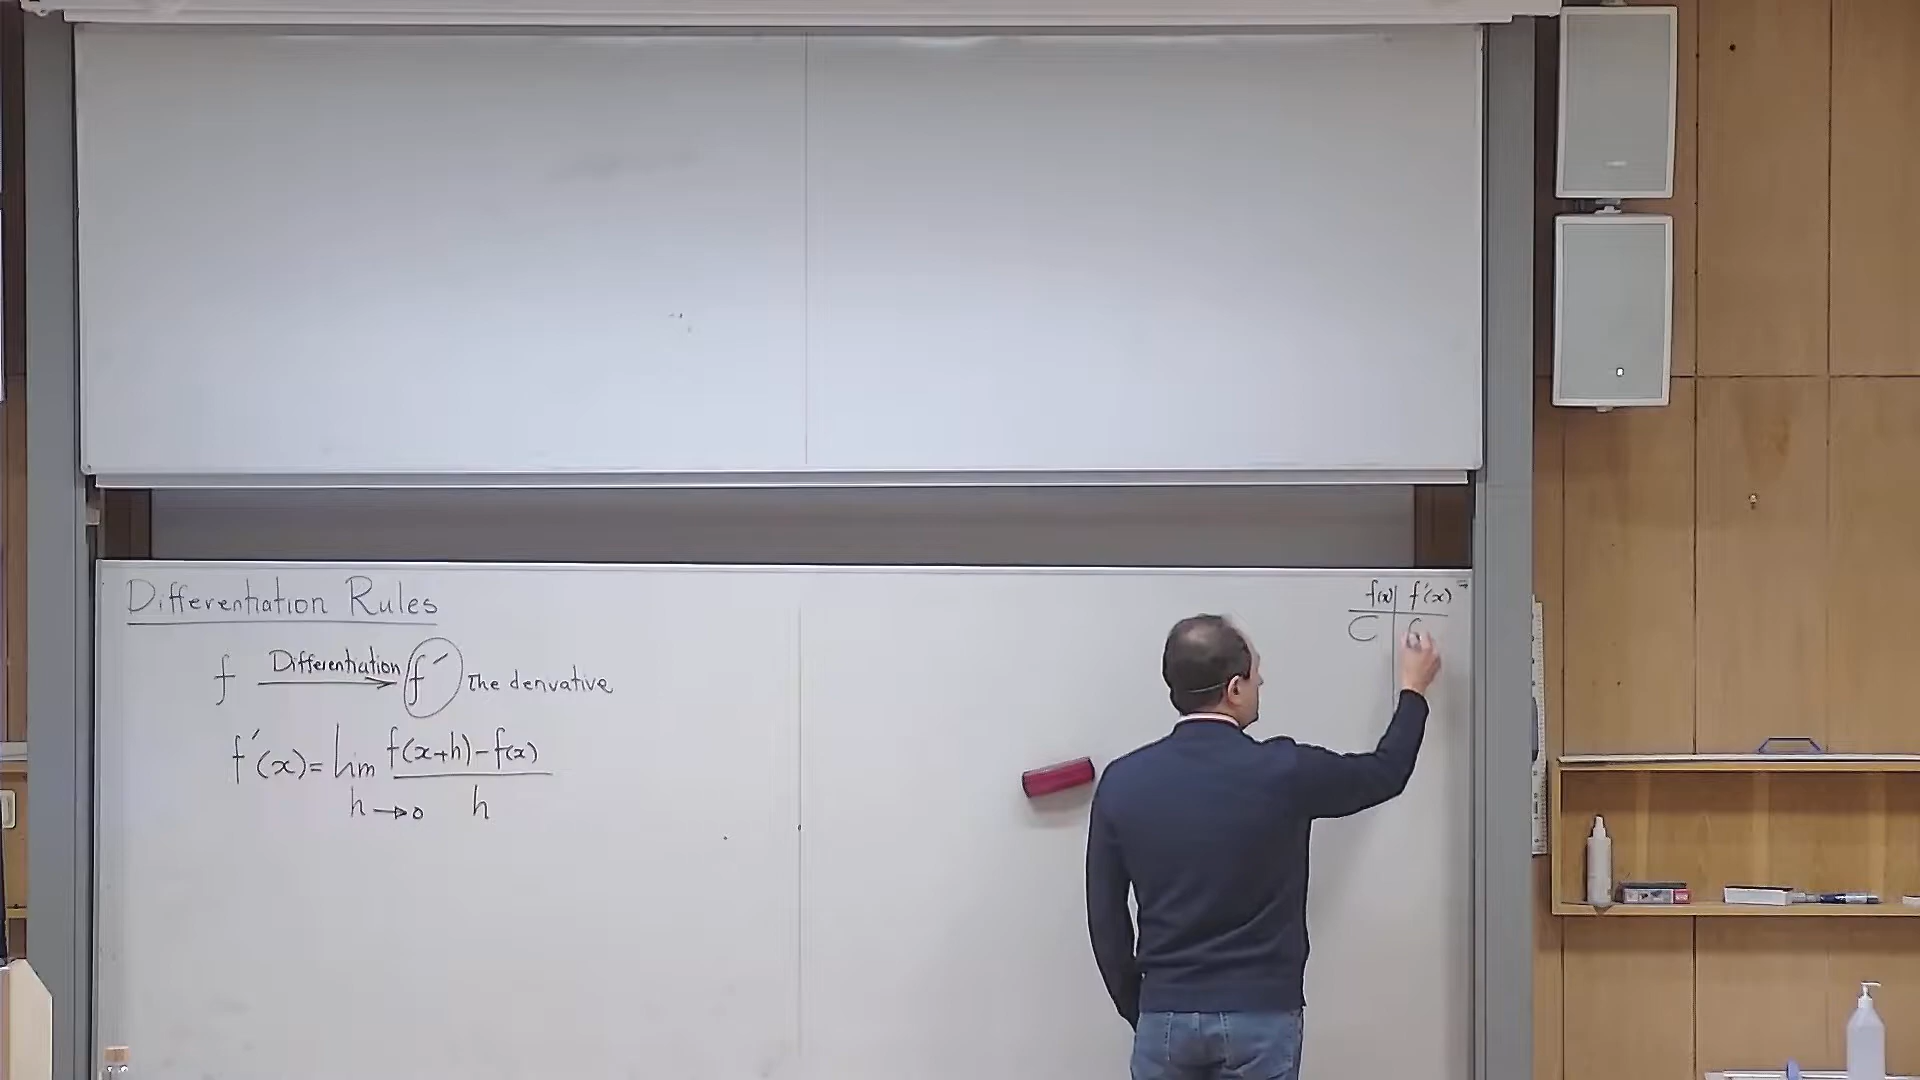 Differentiation Rules
f Differentiation f′ The derivative
f′(x) = lim f(x+h) − f(x)
h → 0 h
f(x) f′(x)
C